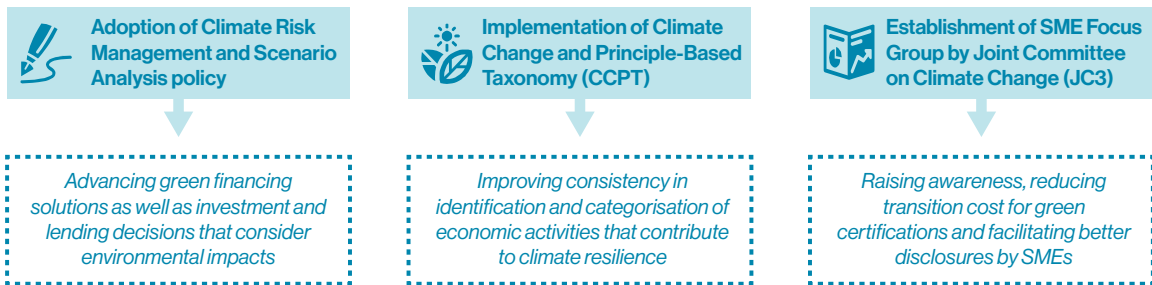 Adoption of Climate Risk
Management and Scenario
Analysis policy
Advancing green financing
solutions as well as investment and
lending decisions that consider
environmental impacts
Implementation of Climate
Change and Principle-Based
Taxonomy (CCPT)
Improving consistency in
identification and categorisation of
economic activities that contribute
to climate resilience
Establishment of SME Focus
Group by Joint Committee
on Climate Change (JC3)
Raising awareness, reducing
transition cost for green
certifications and facilitating better
disclosures by SMEs